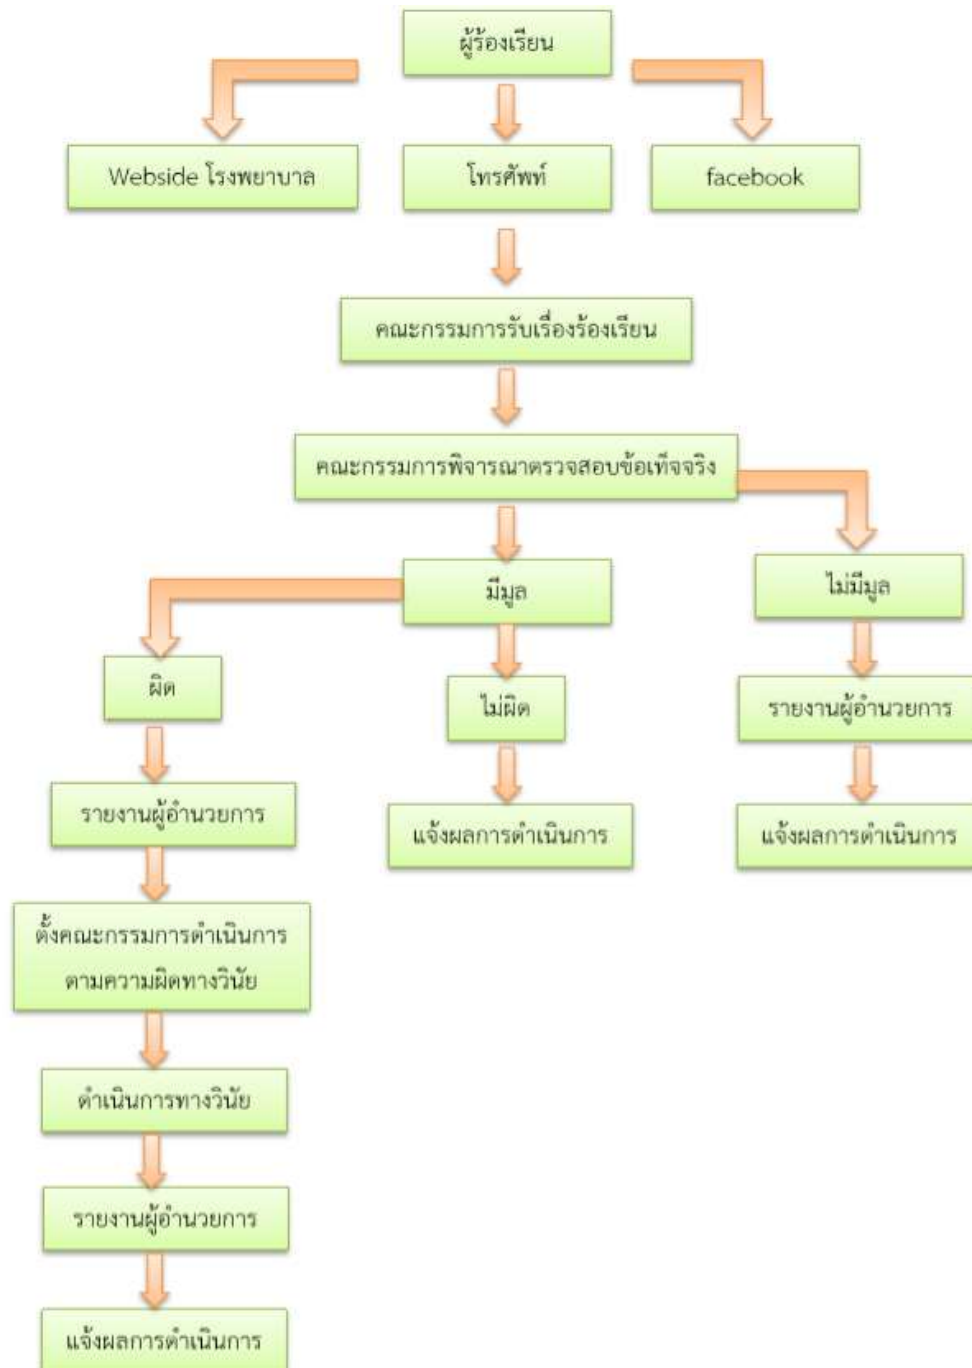 ผู้ร้องเรียน
Webside โรงพยาบาล
โทรศัพท์
facebook
คณะกรรมการรับเรื่องร้องเรียน
คณะกรรมการพิจารณาตรวจสอบข้อเท็จจริง
มีมูล
ไม่มีมูล
ผิด
ไม่ผิด
รายงานผู้อำนวยการ
รายงานผู้อำนวยการ
แจ้งผลการดำเนินการ
แจ้งผลการดำเนินการ
ตั้งคณะกรรมการดำเนินการ
ตามความผิดทางวินัย
ดำเนินการทางวินัย
รายงานผู้อำนวยการ
แจ้งผลการดำเนินการ